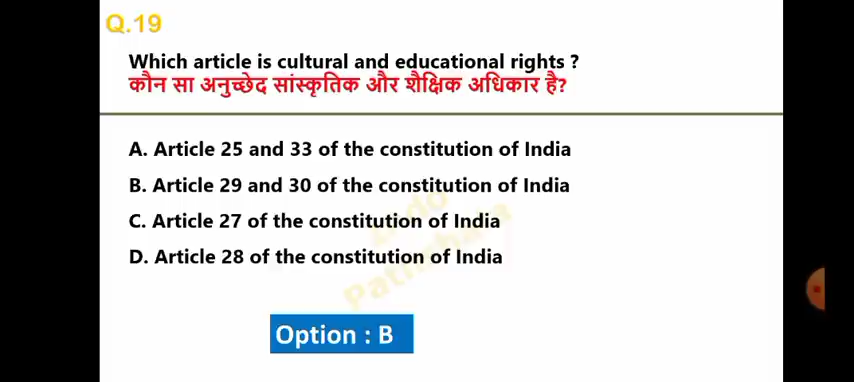 Q.19
Which article is cultural and educational rights ?
कौन सा अनुच्छेद सांस्कृतिक और शैक्षिक अधिकार है?
A. Article 25 and 33 of the constitution of India
B. Article 29 and 30 of the constitution of India
C. Article 27 of the constitution of India
D. Article 28 of the constitution of India
Option : B